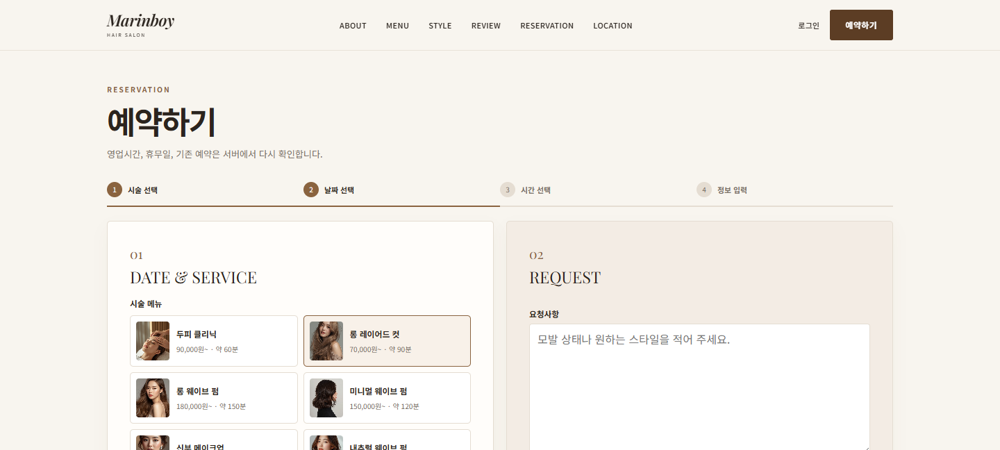 Marinboy
HAIR SALON
ABOUT MENU STYLE REVIEW RESERVATION LOCATION
로그인 예약하기
RESERVATION
예약하기
영업시간, 휴무일, 기존 예약은 서버에서 다시 확인합니다.
1 시술 선택 2 날짜 선택 3 시간 선택 4 정보 입력
01
DATE & SERVICE
시술 메뉴
두피 클리닉
90,000원~ · 약 60분
롱 레이어드 컷
70,000원~ · 약 90분
롱 웨이브 펌
180,000원~ · 약 150분
미니멀 웨이브 펌
150,000원~ · 약 120분
신부 메이크업
내추럴 웨이브 펌
02
REQUEST
요청사항
모발 상태나 원하는 스타일을 적어 주세요.